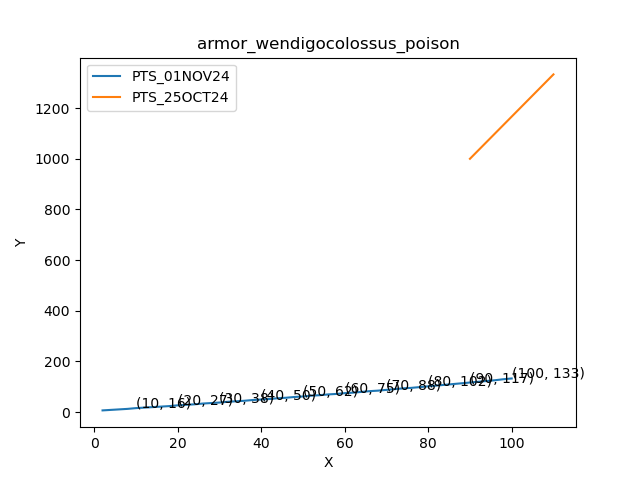 armor_wendigocolossus_poison
PTS_01NOV24
PTS_25OCT24
Y
1200
1000
800
600
400
200
0
(10, 16)
(20, 27)
(30, 38)
(40, 50)
(50, 62)
(60, 75)
(70, 88)
(80, 102)
(90, 117)
(100, 133)
0 20 40 60 80 100
X